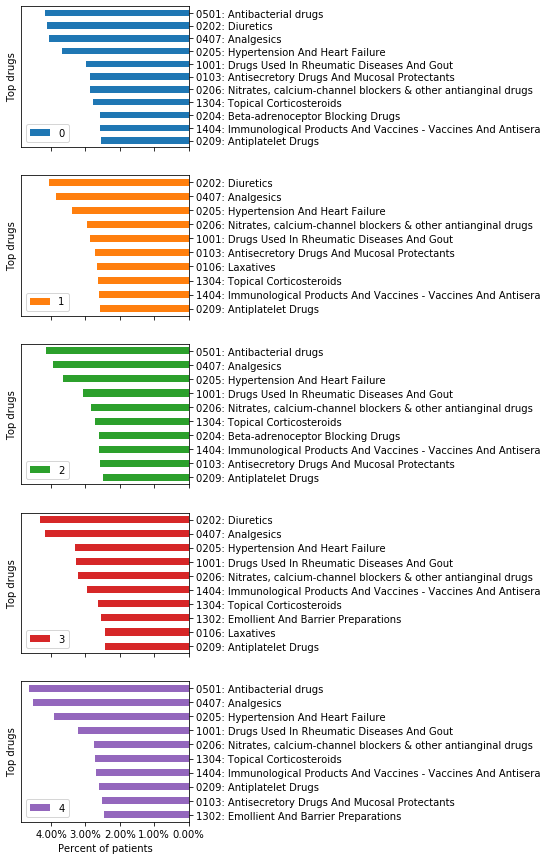 Top drugs
0501: Antibacterial drugs
0202: Diuretics
0407: Analgesics
0205: Hypertension And Heart Failure
1001: Drugs Used In Rheumatic Diseases And Gout
0103: Antisecretory Drugs And Mucosal Protectants
0206: Nitrates, calcium-channel blockers & other antianginal drugs
1304: Topical Corticosteroids
0204: Beta-adrenoceptor Blocking Drugs
1404: Immunological Products And Vaccines - Vaccines And Antisera
0209: Antiplatelet Drugs
0
Top drugs
0202: Diuretics
0407: Analgesics
0205: Hypertension And Heart Failure
0206: Nitrates, calcium-channel blockers & other antianginal drugs
1001: Drugs Used In Rheumatic Diseases And Gout
0103: Antisecretory Drugs And Mucosal Protectants
0106: Laxatives
1304: Topical Corticosteroids
1404: Immunological Products And Vaccines - Vaccines And Antisera
0209: Antiplatelet Drugs
1
Top drugs
0501: Antibacterial drugs
0407: Analgesics
0205: Hypertension And Heart Failure
1001: Drugs Used In Rheumatic Diseases And Gout
0206: Nitrates, calcium-channel blockers & other antianginal drugs
1304: Topical Corticosteroids
0204: Beta-adrenoceptor Blocking Drugs
1404: Immunological Products And Vaccines - Vaccines And Antisera
0103: Antisecretory Drugs And Mucosal Protectants
0209: Antiplatelet Drugs
2
Top drugs
0202: Diuretics
0407: Analgesics
0205: Hypertension And Heart Failure
1001: Drugs Used In Rheumatic Diseases And Gout
0206: Nitrates, calcium-channel blockers & other antianginal drugs
1404: Immunological Products And Vaccines - Vaccines And Antisera
1304: Topical Corticosteroids
1302: Emollient And Barrier Preparations
0106: Laxatives
0209: Antiplatelet Drugs
3
Top drugs
0501: Antibacterial drugs
0407: Analgesics
0205: Hypertension And Heart Failure
1001: Drugs Used In Rheumatic Diseases And Gout
0206: Nitrates, calcium-channel blockers & other antianginal drugs
1304: Topical Corticosteroids
1404: Immunological Products And Vaccines - Vaccines And Antisera
0209: Antiplatelet Drugs
0103: Antisecretory Drugs And Mucosal Protectants
1302: Emollient And Barrier Preparations
4
4.00% 3.00% 2.00% 1.00% 0.00%
Percent of patients